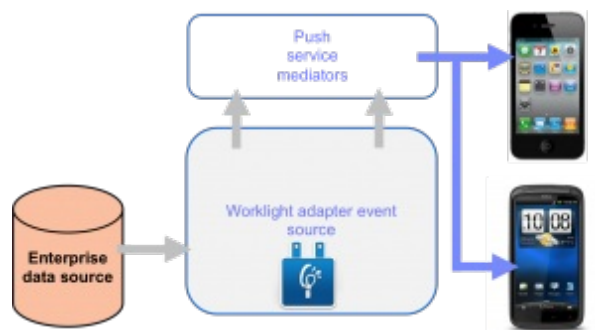 Push
service
mediators
Worklight adapter event
source
Enterprise
data source
10 08